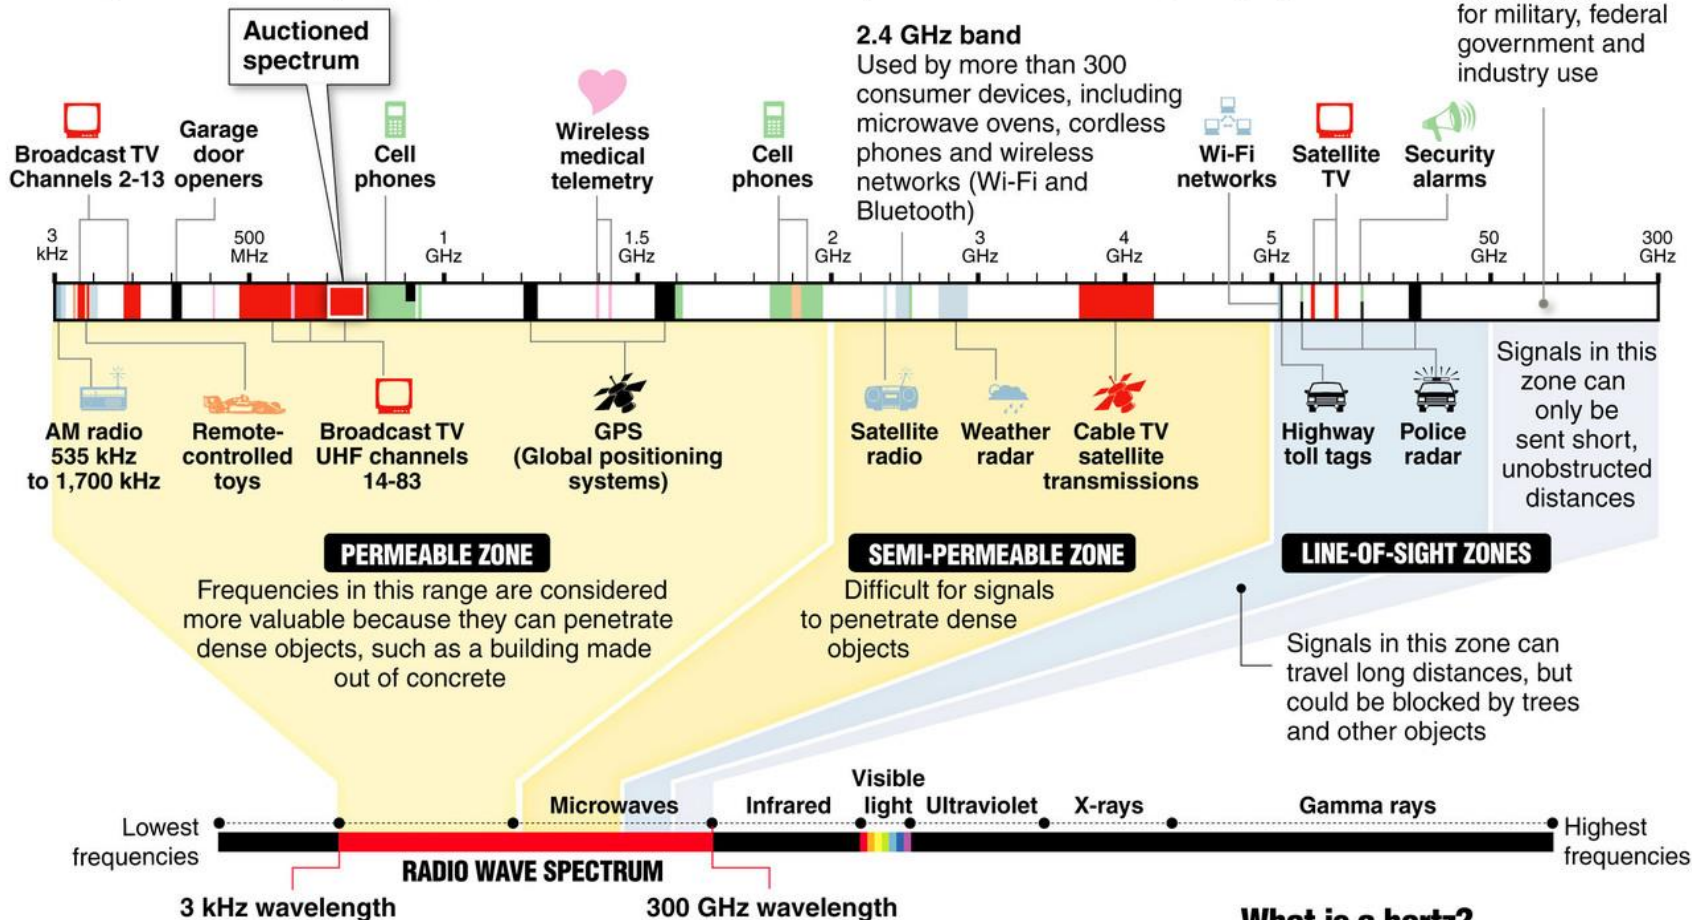 for military, federal
government and
industry use
Auctioned
spectrum
2.4 GHz band
Used by more than 300
consumer devices, including
microwave ovens, cordless
phones and wireless
networks (Wi-Fi and
Bluetooth)
Broadcast TV
Channels 2-13
Garage
door
openers
Cell
phones
Wireless
medical
telemetry
Cell
phones
Wi-Fi
networks
Satellite
TV
Security
alarms
3
kHz
500
MHz
1
GHz
1.5
GHz
2
GHz
3
GHz
4
GHz
5
GHz
50
GHz
300
GHz
AM radio
535 kHz
to 1,700 kHz
Remote-
controlled
toys
Broadcast TV
UHF channels
14-83
GPS
(Global positioning
systems)
Satellite
radio
Weather
radar
Cable TV
satellite
transmissions
Highway
toll tags
Police
radar
Signals in this
zone can
only be
sent short,
unobstructed
distances
PERMEABLE ZONE
Frequencies in this range are considered
more valuable because they can penetrate
dense objects, such as a building made
out of concrete
SEMI-PERMEABLE ZONE
Difficult for signals
to penetrate dense
objects
LINE-OF-SIGHT ZONES
Signals in this zone can
travel long distances, but
could be blocked by trees
and other objects
Lowest
frequencies
Microwaves
Infrared
Visible
light
Ultraviolet
X-rays
Gamma rays
Highest
frequencies
RADIO WAVE SPECTRUM
3 kHz wavelength
300 GHz wavelength
What is a hertz?